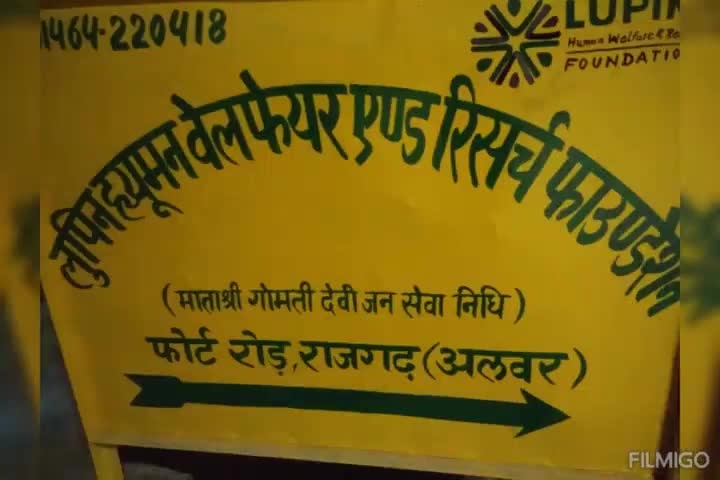 1464-220418
LUPIN
Human Welfare & Re
FOUNDATIO
लुपिन ह्यूमन वेलफेयर एण्ड रिसर्च फाउण्डेशन
(माताश्री गोमती देवी जन सेवा निधि)
फोर्ट रोड़,राजगढ़ (अलवर)
FILMIGO